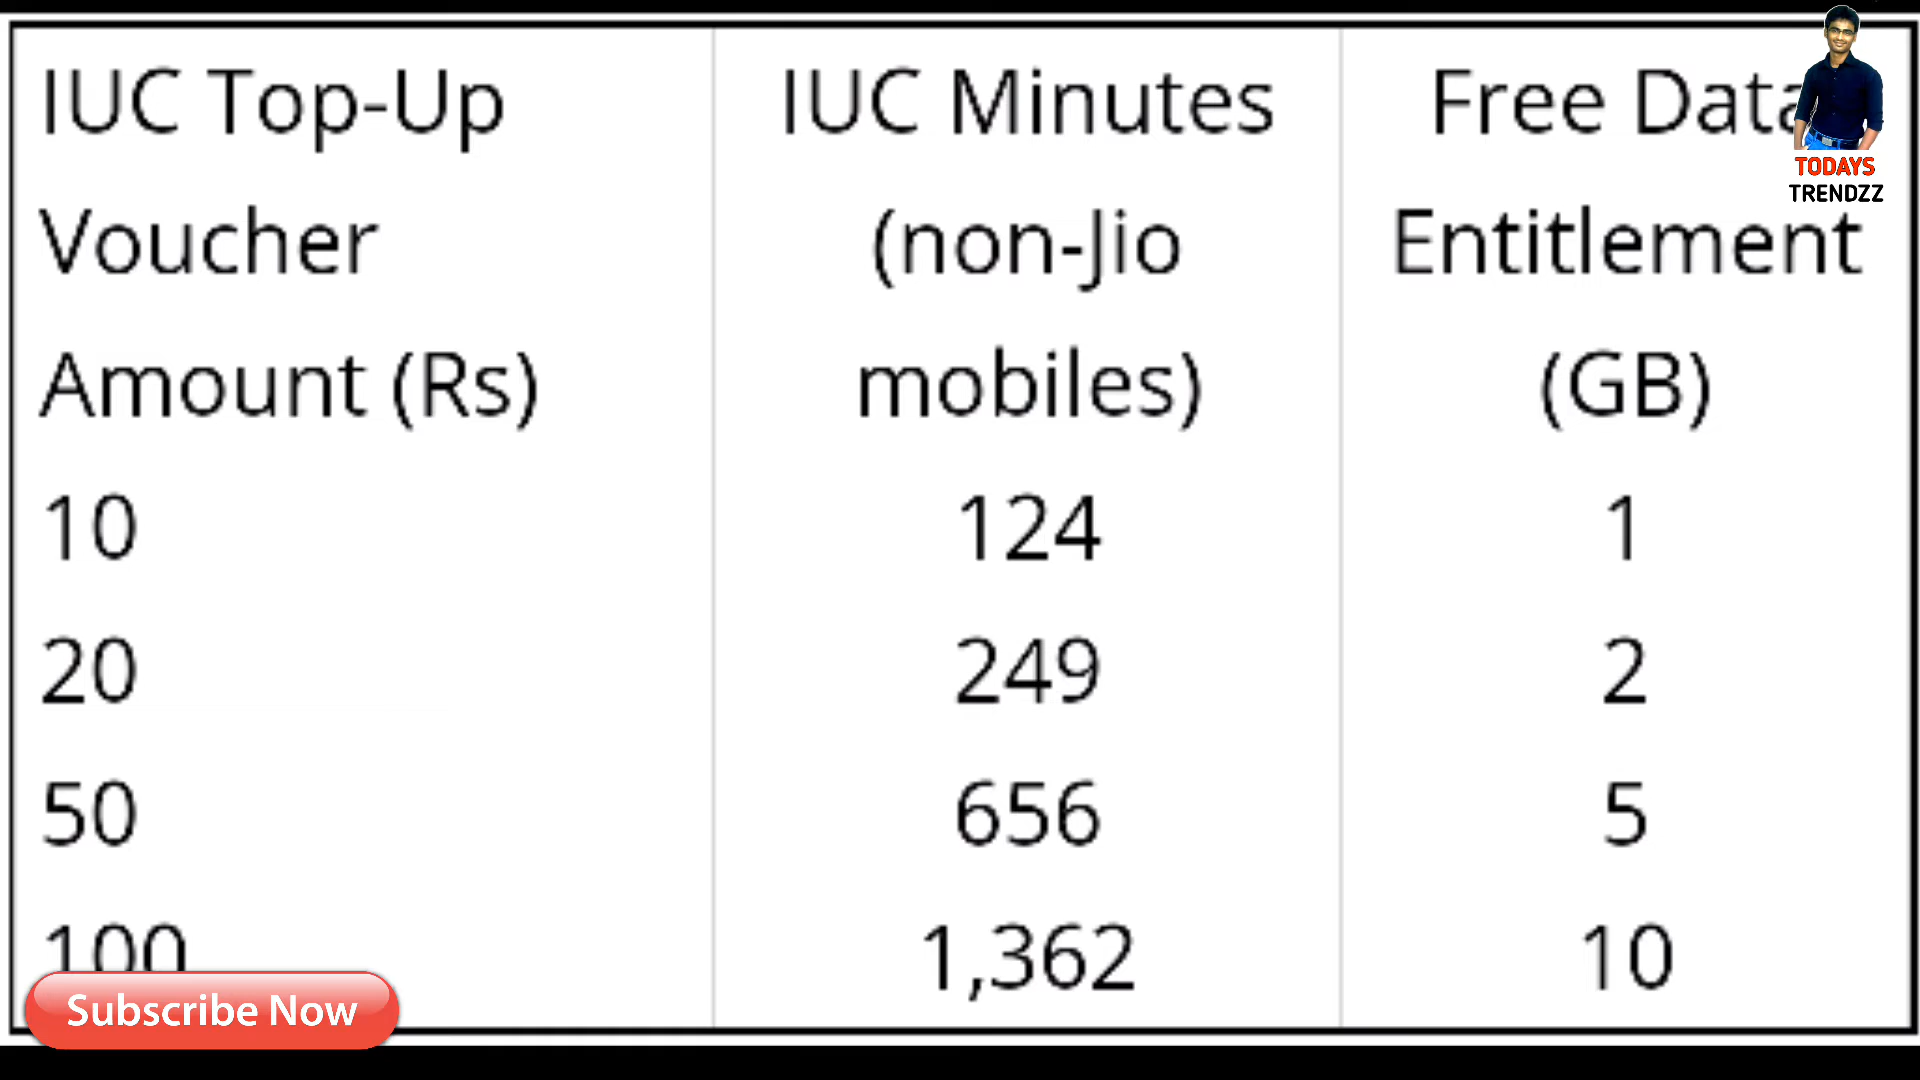 IUC Top-Up Voucher Amount (Rs)
IUC Minutes (non-Jio mobiles)
Free Data Entitlement (GB)
10 124 1
20 249 2
50 656 5
100 1,362 10
TODAYS
TRENDZZ
Subscribe Now